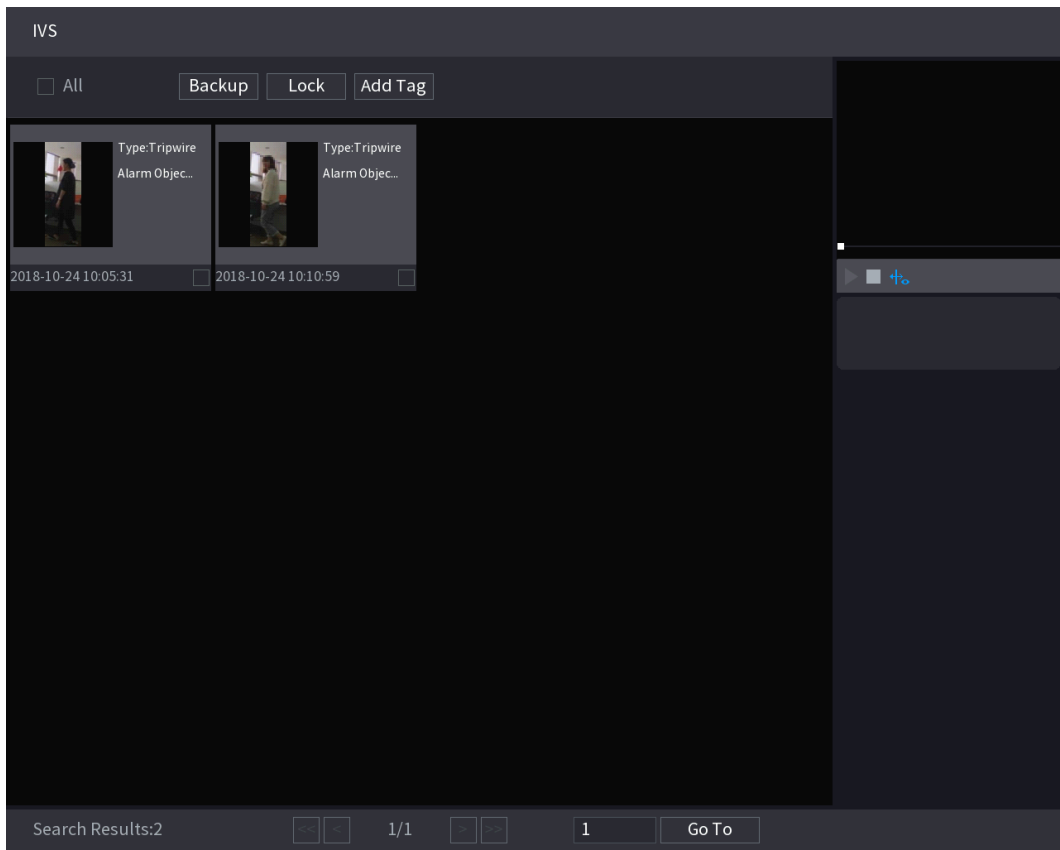 IVS
All
Backup
Lock
Add Tag
Type:Tripwire
Alarm Objec...
2018-10-24 10:05:31
Type:Tripwire
Alarm Objec...
2018-10-24 10:10:59
Search Results:2
<< < 1/1 > >>
1
Go To